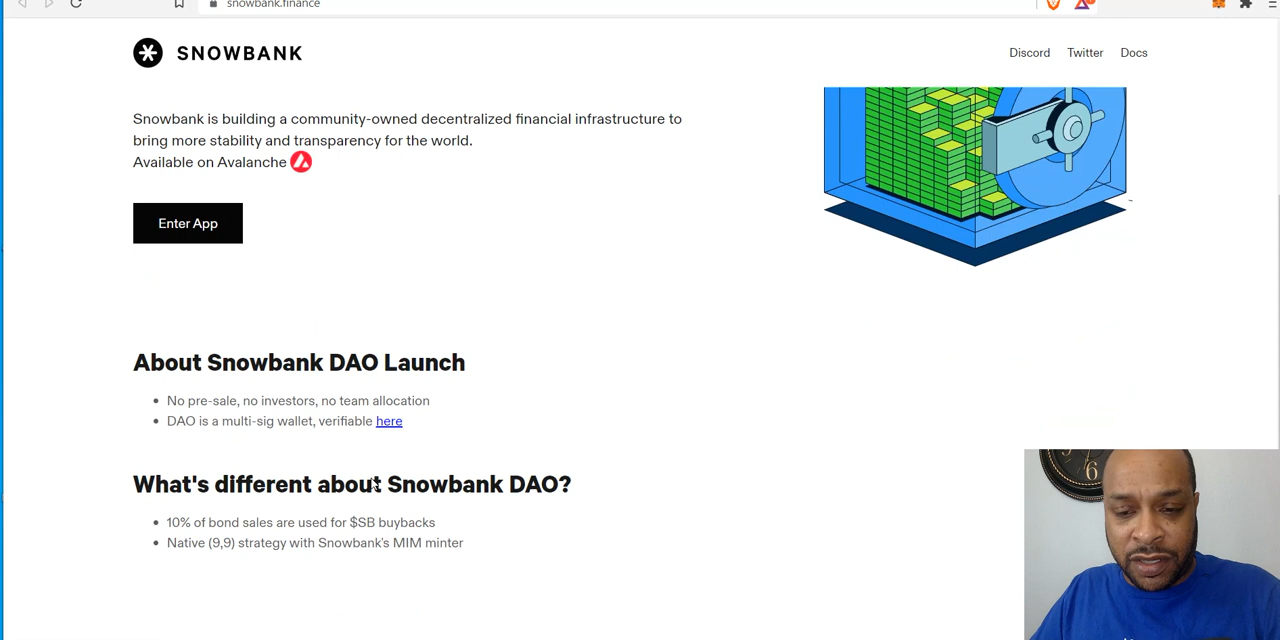 snowbank.finance
SNOWBANK
Discord Twitter Docs
Snowbank is building a community-owned decentralized financial infrastructure to
bring more stability and transparency for the world.
Available on Avalanche
Enter App
About Snowbank DAO Launch
No pre-sale, no investors, no team allocation
DAO is a multi-sig wallet, verifiable here
What's different about Snowbank DAO?
10% of bond sales are used for $SB buybacks
Native (9,9) strategy with Snowbank's MIM minter
6